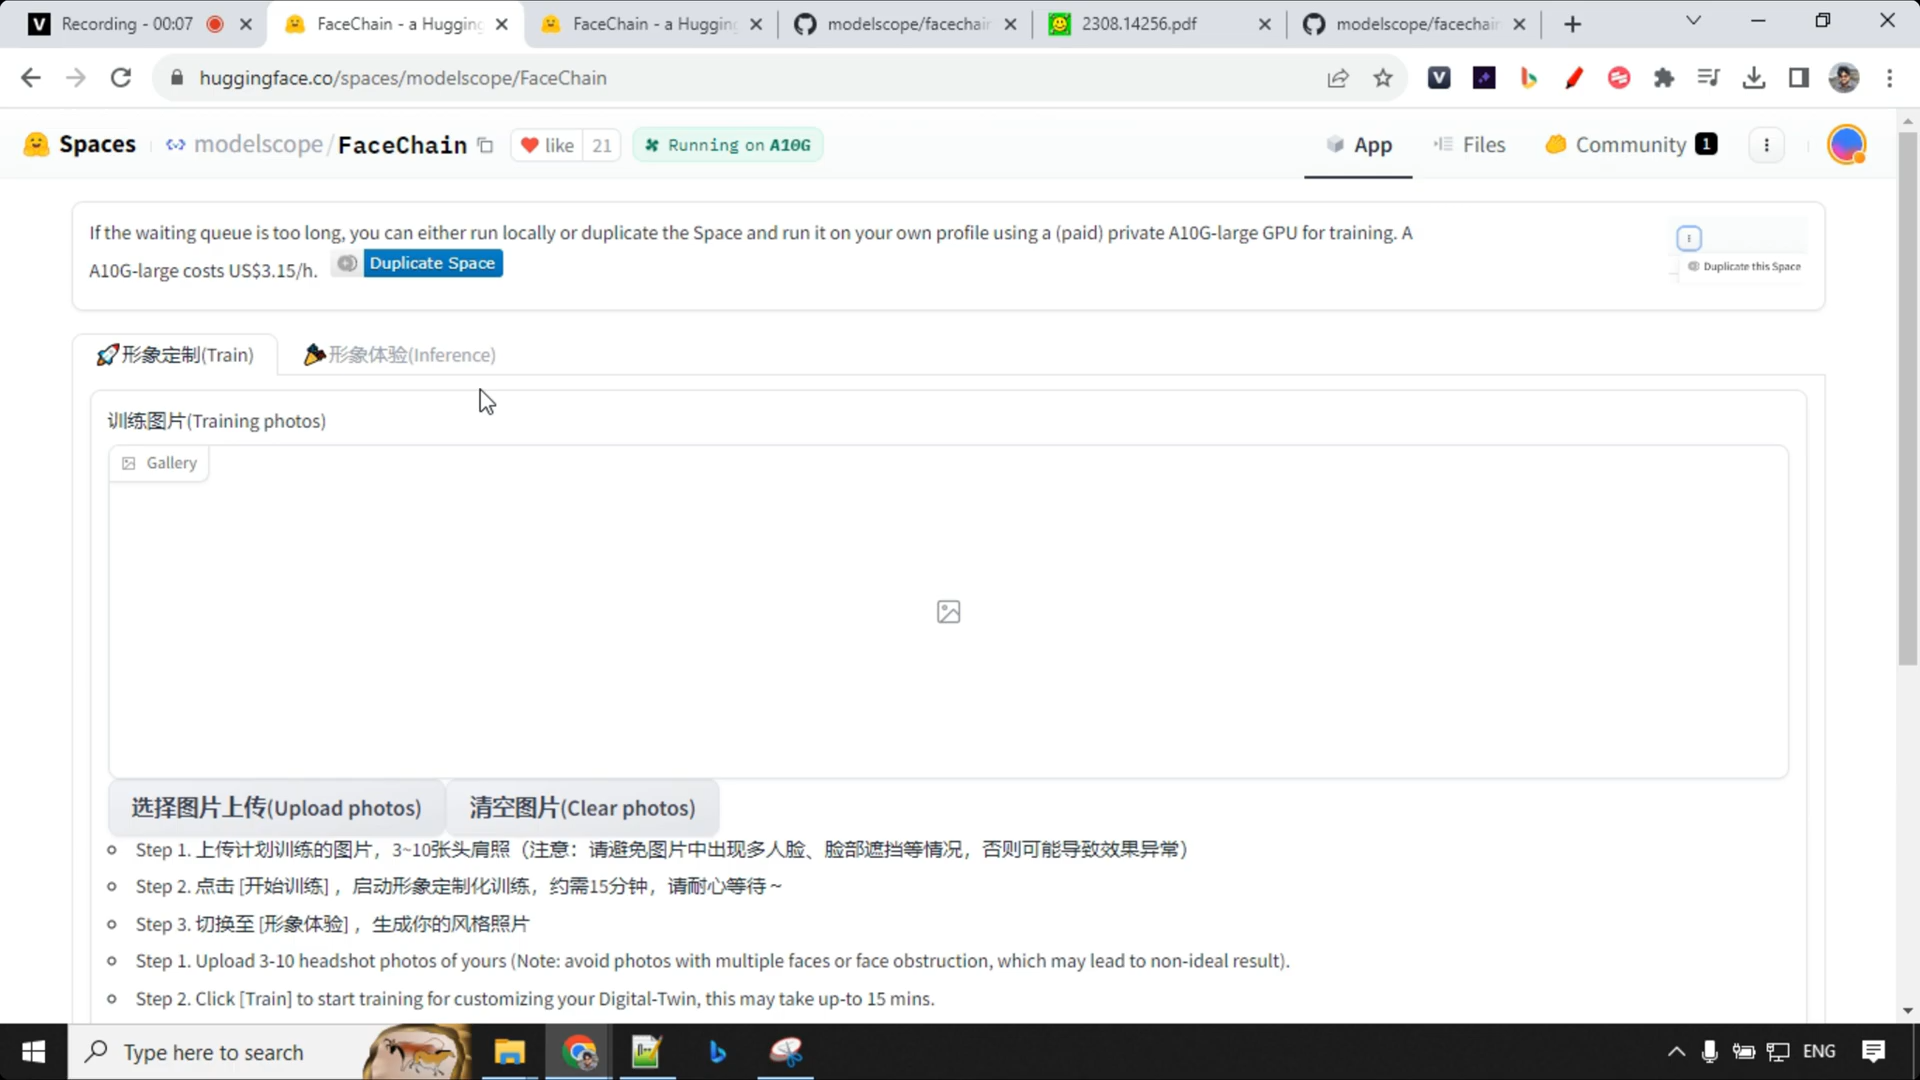 Recording - 00:07
FaceChain - a Hugging
FaceChain - a Hugging
modelscope/facechain
2308.14256.pdf
modelscope/facechain
huggingface.co/spaces/modelscope/FaceChain
Spaces
modelscope/FaceChain
like 21
Running on A10G
App
Files
Community 1
If the waiting queue is too long, you can either run locally or duplicate the Space and run it on your own profile using a (paid) private A10G-large GPU for training. A
A10G-large costs US$3.15/h.
Duplicate Space
Duplicate this Space
形象定制(Train)
形象体验(Inference)
训练图片(Training photos)
Gallery
选择图片上传(Upload photos)
清空图片(Clear photos)
Step 1. 上传计划训练的图片，3~10张头肩照（注意：请避免图片中出现多人脸、脸部遮挡等情况，否则可能导致效果异常）
Step 2. 点击 [开始训练] ，启动形象定制化训练，约需15分钟，请耐心等待～
Step 3. 切换至 [形象体验] ，生成你的风格照片
Step 1. Upload 3-10 headshot photos of yours (Note: avoid photos with multiple faces or face obstruction, which may lead to non-ideal result).
Step 2. Click [Train] to start training for customizing your Digital-Twin, this may take up-to 15 mins.
Type here to search
ENG